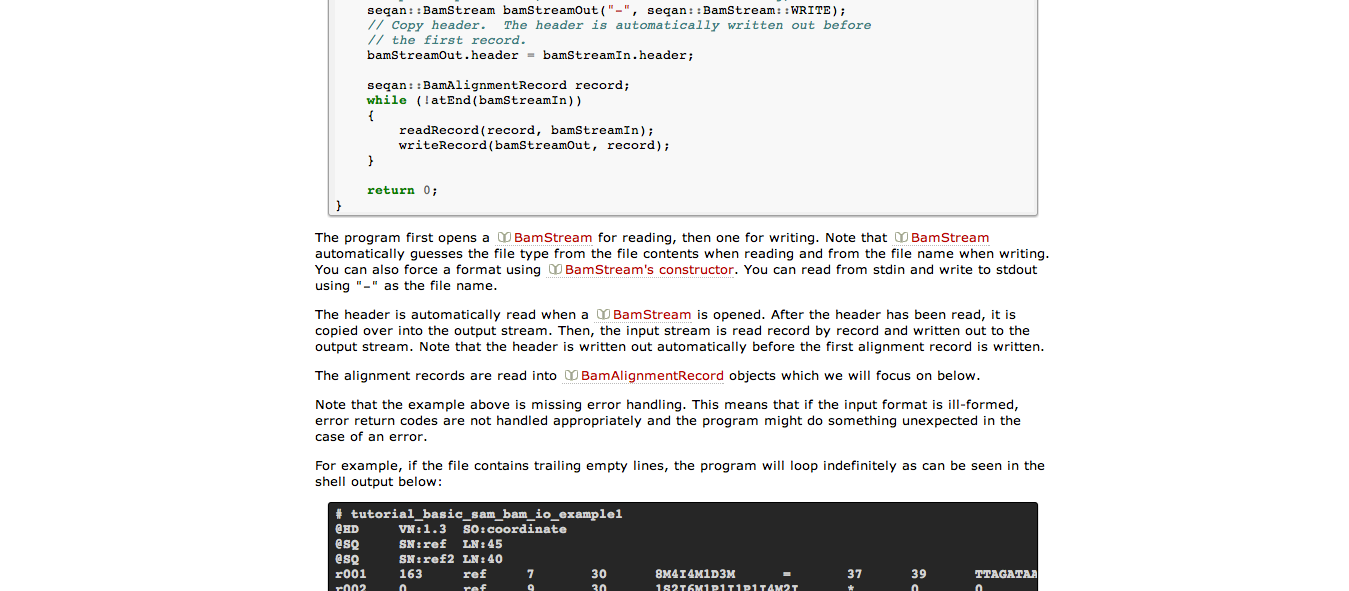 seqan::BamStream bamStreamOut("-", seqan::BamStream::WRITE);
// Copy header.  The header is automatically written out before
// the first record.
bamStreamOut.header = bamStreamIn.header;
seqan::BamAlignmentRecord record;
while (!atEnd(bamStreamIn))
{
readRecord(record, bamStreamIn);
writeRecord(bamStreamOut, record);
}
return 0;
}
The program first opens a BamStream for reading, then one for writing. Note that BamStream
automatically guesses the file type from the file contents when reading and from the file name when writing.
You can also force a format using BamStream's constructor. You can read from stdin and write to stdout
using "-" as the file name.
The header is automatically read when a BamStream is opened. After the header has been read, it is
copied over into the output stream. Then, the input stream is read record by record and written out to the
output stream. Note that the header is written out automatically before the first alignment record is written.
The alignment records are read into BamAlignmentRecord objects which we will focus on below.
Note that the example above is missing error handling. This means that if the input format is ill-formed,
error return codes are not handled appropriately and the program might do something unexpected in the
case of an error.
For example, if the file contains trailing empty lines, the program will loop indefinitely as can be seen in the
shell output below:
# tutorial_basic_sam_bam_io_example1
@HD VN:1.3 SO:coordinate
@SQ SN:ref LN:45
@SQ SN:ref2 LN:40
r001 163 ref 7 30 8M4I4M1D3M = 37 39 TTAGATAA
r002 0 ref 9 30 1S2I6M1P1I1P1I4M2I * 0 0